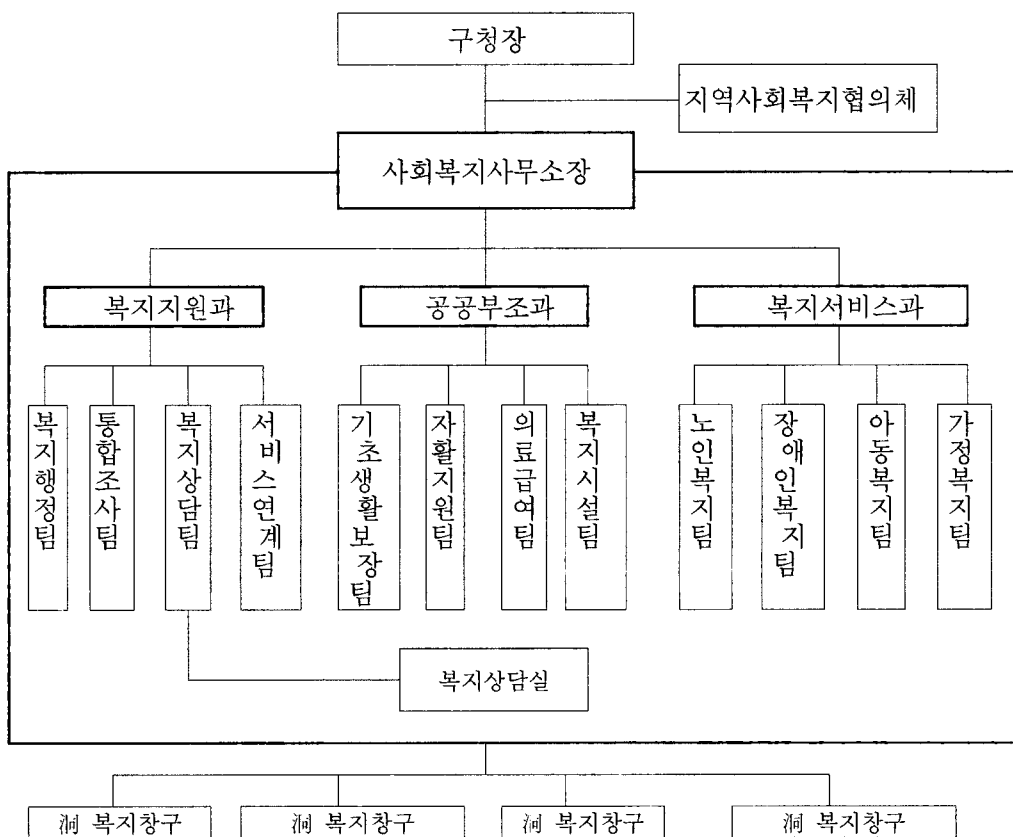 구청장
지역사회복지협의체
사회복지사무소장
복지지원과
공공부조과
복지서비스과
복지행정팀
통합조사팀
복지상담팀
서비스연계팀
기초생활보장팀
자활지원팀
의료급여팀
복지시설팀
노인복지팀
장애인복지팀
아동복지팀
가정복지팀
복지상담실
洞 복지창구
洞 복지창구
洞 복지창구
洞 복지창구